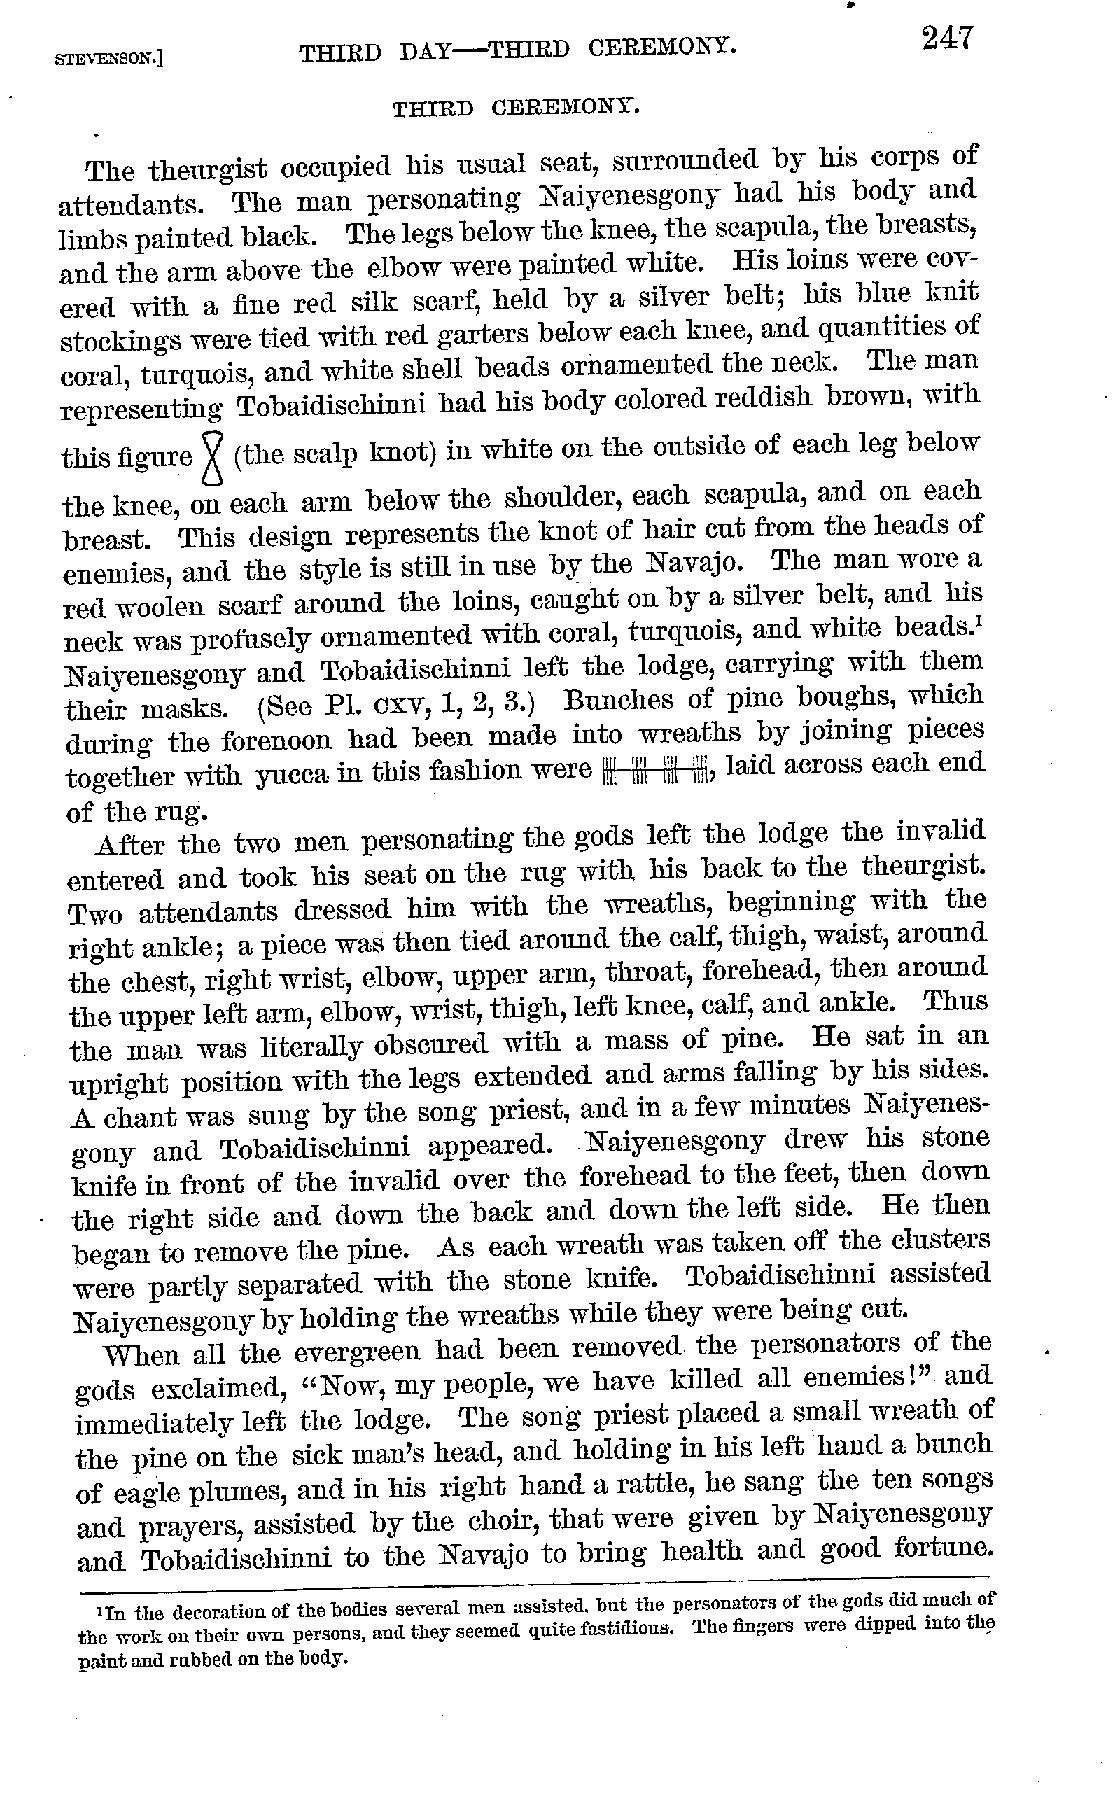 STEVENSON.] THIRD DAY—THIRD CEREMONY. 247
THIRD CEREMONY.
The theurgist occupied his usual seat, surrounded by his corps of
attendants. The man personating Naiyenesgony had his body and
limbs painted black. The legs below the knee, the scapula, the breasts,
and the arm above the elbow were painted white. His loins were cov-
ered with a fine red silk scarf, held by a silver belt; his blue knit
stockings were tied with red garters below each knee, and quantities of
coral, turquois, and white shell beads ornamented the neck. The man
representing Tobaidischinni had his body colored reddish brown, with
this figure (the scalp knot) in white on the outside of each leg below
the knee, on each arm below the shoulder, each scapula, and on each
breast. This design represents the knot of hair cut from the heads of
enemies, and the style is still in use by the Navajo. The man wore a
red woolen scarf around the loins, caught on by a silver belt, and his
neck was profusely ornamented with coral, turquois, and white beads.¹
Naiyenesgony and Tobaidischinni left the lodge, carrying with them
their masks. (See Pl. CXV, 1, 2, 3.) Bunches of pine boughs, which
during the forenoon had been made into wreaths by joining pieces
together with yucca in this fashion were , laid across each end
of the rug.
After the two men personating the gods left the lodge the invalid
entered and took his seat on the rug with his back to the theurgist.
Two attendants dressed him with the wreaths, beginning with the
right ankle; a piece was then tied around the calf, thigh, waist, around
the chest, right wrist, elbow, upper arm, throat, forehead, then around
the upper left arm, elbow, wrist, thigh, left knee, calf, and ankle. Thus
the man was literally obscured with a mass of pine. He sat in an
upright position with the legs extended and arms falling by his sides.
A chant was sung by the song priest, and in a few minutes Naiyenes-
gony and Tobaidischinni appeared. Naiyenesgony drew his stone
knife in front of the invalid over the forehead to the feet, then down
the right side and down the back and down the left side. He then
began to remove the pine. As each wreath was taken off the clusters
were partly separated with the stone knife. Tobaidischinni assisted
Naiyenesgony by holding the wreaths while they were being cut.
When all the evergreen had been removed the personators of the
gods exclaimed, "Now, my people, we have killed all enemies!" and
immediately left the lodge. The song priest placed a small wreath of
the pine on the sick man's head, and holding in his left hand a bunch
of eagle plumes, and in his right hand a rattle, he sang the ten songs
and prayers, assisted by the choir, that were given by Naiyenesgony
and Tobaidischinni to the Navajo to bring health and good fortune.
¹In the decoration of the bodies several men assisted, but the personators of the gods did much of
the work on their own persons, and they seemed quite fastidious. The fingers were dipped into the
paint and rubbed on the body.